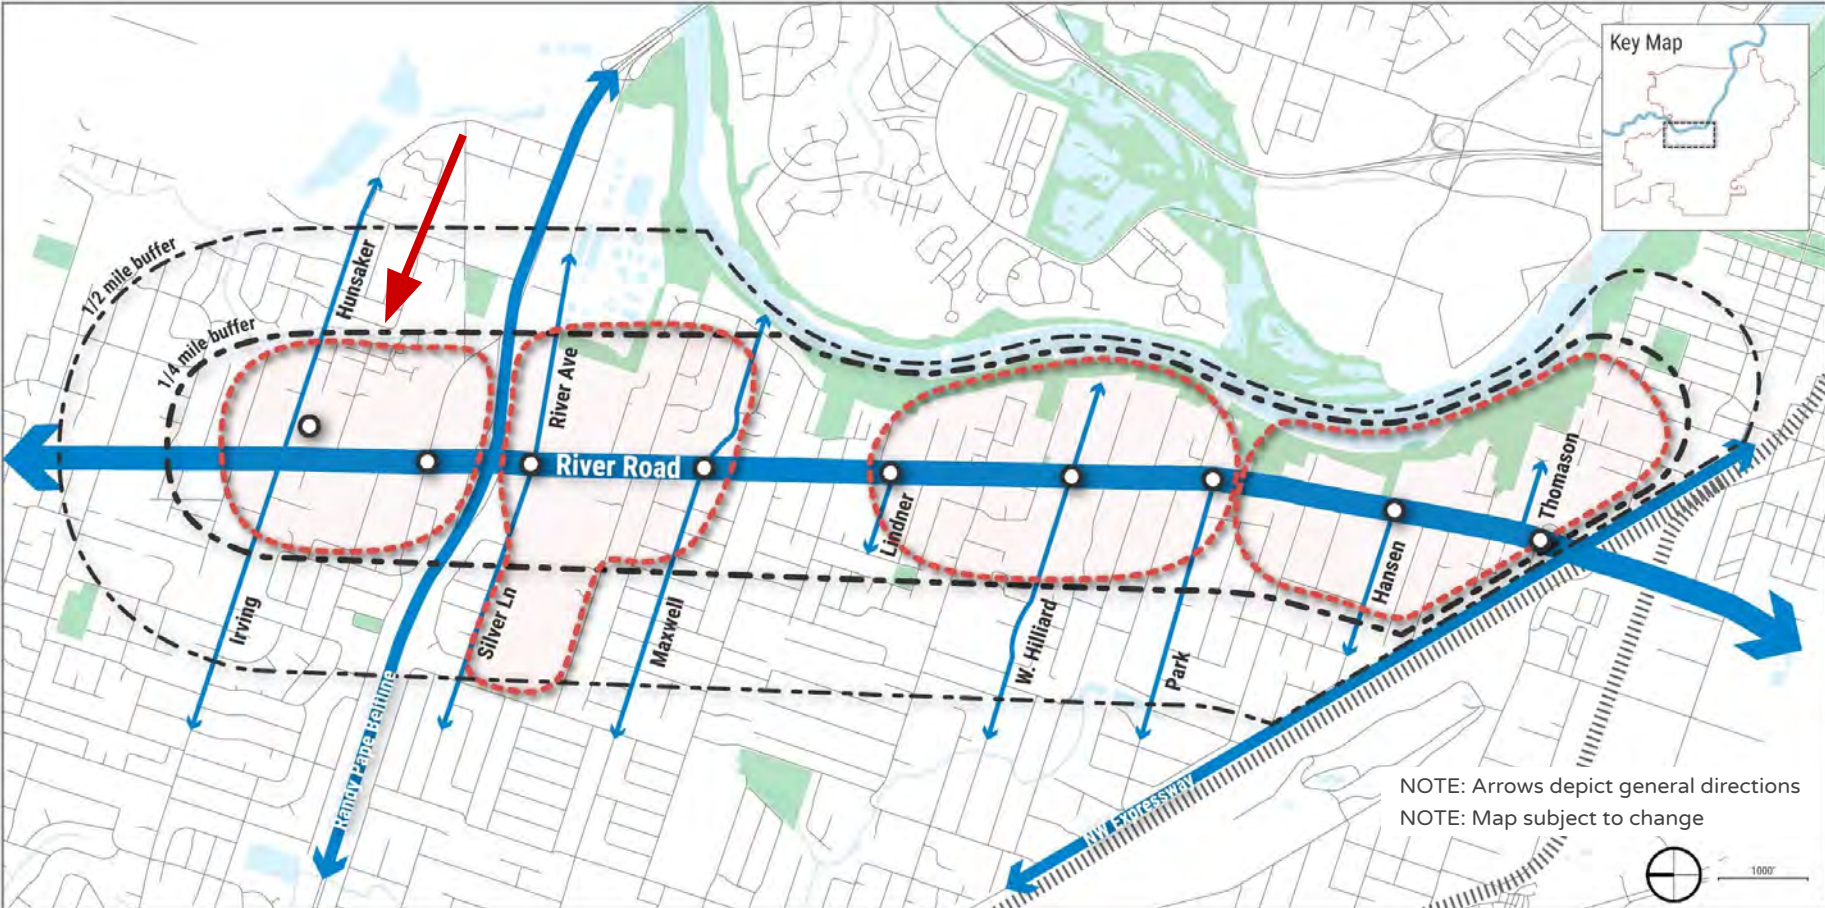 Key Map
1/2 mile buffer
Hunsaker
1/4 mile buffer
River Ave
River Road
Thomason
Lindner
Hansen
Irving
Silver Ln
Maxwell
W. Hilliard
Park
Randy Pape Beltline
NW Expressway
NOTE: Arrows depict general directions
NOTE: Map subject to change
1000'